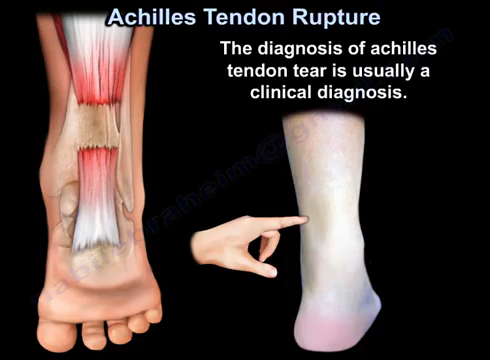 Achilles Tendon Rupture
The diagnosis of achilles
tendon tear is usually a
clinical diagnosis.